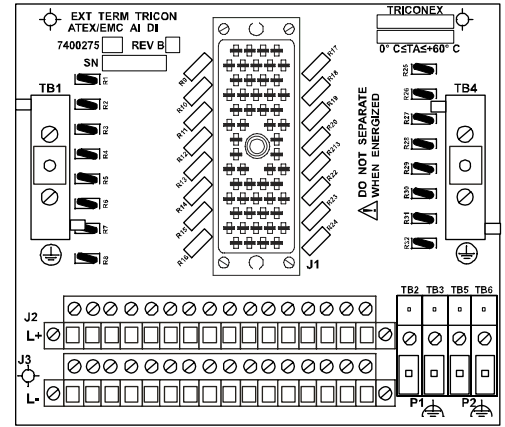 EXT TERM TRICON
ATEX/EMC AI DI
7400275 REV B
SN
TRICONEX
0° C≤TA≤+60° C
TB1
TB4
R1
R2
R3
R4
R5
R6
R7
R8
R9
R10
R11
R12
R13
R14
R15
R16
R17
R18
R19
R20
R213
R22
R23
R24
DO NOT SEPARATE
WHEN ENERGIZED
R25
R26
R27
R28
R29
R30
R31
R32
J1
J2
L+
J3
L-
TB2 TB3 TB5 TB6
P1 P2